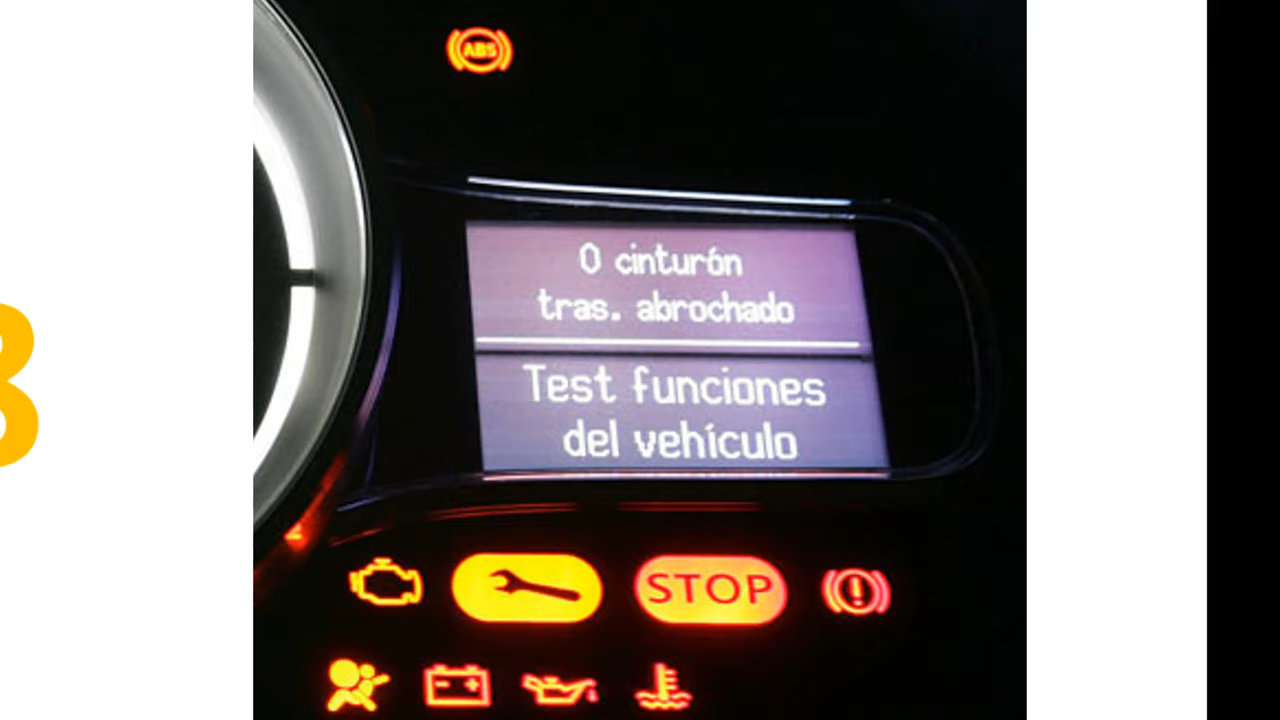 ABS
0 cinturón
tras. abrochado
Test funciones
del vehículo
STOP